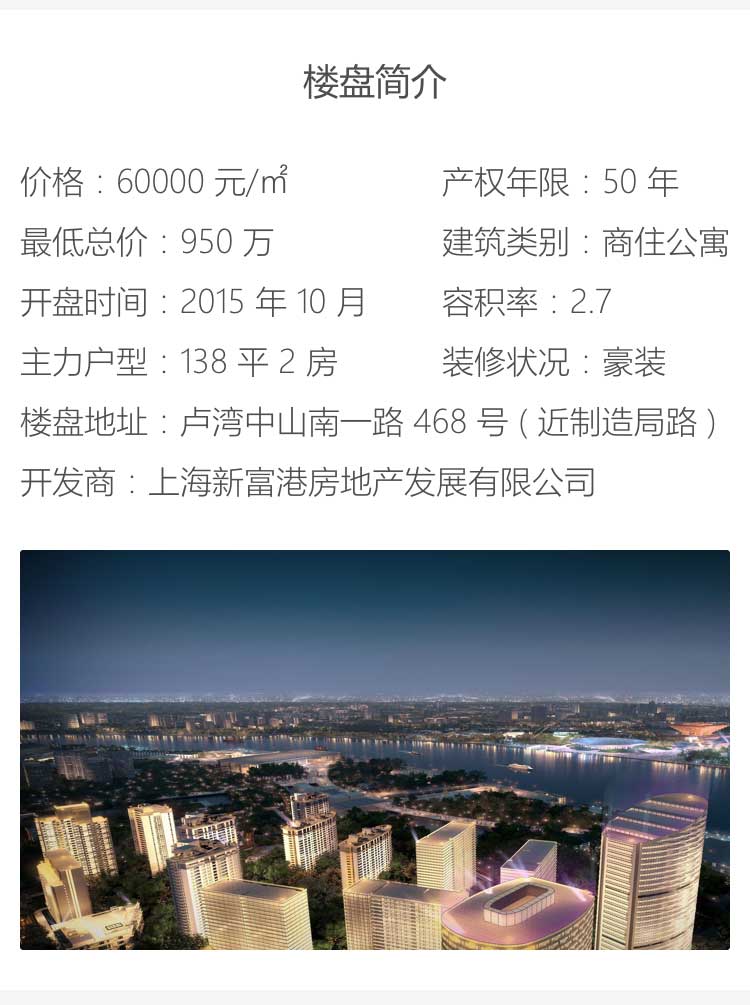 楼盘简介
价格：60000 元/㎡ 产权年限：50 年
最低总价：950 万 建筑类别：商住公寓
开盘时间：2015 年 10 月 容积率：2.7
主力户型：138 平 2 房 装修状况：豪装
楼盘地址：卢湾中山南一路 468 号（近制造局路）
开发商：上海新富港房地产发展有限公司